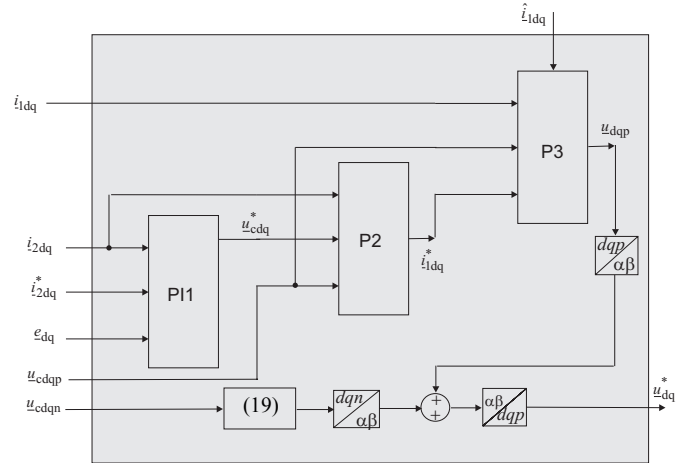 î1dq
i1dq
P3
udqp
u*cdq
P2
i2dq
i*1dq
dqp
αβ
i*2dq
PI1
edq
ucdqp
u*dq
ucdqn
(19)
dqn
αβ
+
+
αβ
dqp